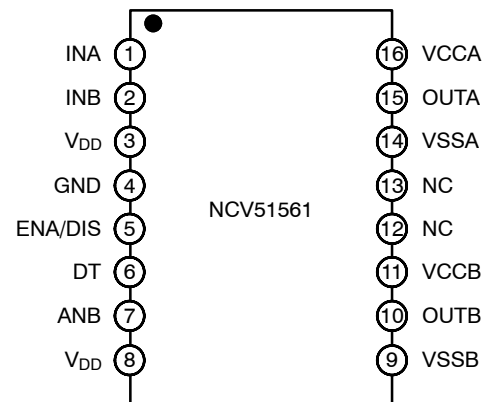 INA 1 16 VCCA
INB 2 15 OUTA
VDD 3 14 VSSA
GND 4 13 NC
NCV51561
ENA/DIS 5 12 NC
DT 6 11 VCCB
ANB 7 10 OUTB
VDD 8 9 VSSB